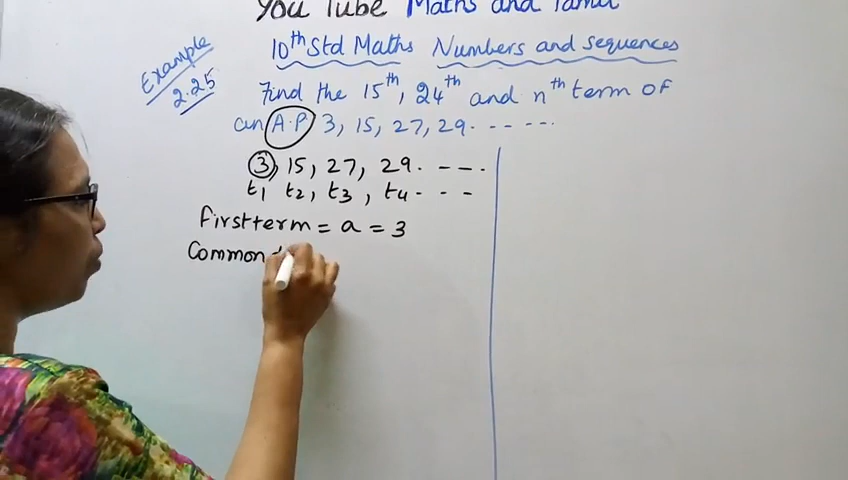 You Tube Maths and Tamil
10th Std Maths Numbers and sequences
Example 2.25
Find the 15th, 24th and nth term of
an A.P 3, 15, 27, 29. -- ---.
3, 15, 27, 29. - --.
t1 t2, t3, t4- - -
First term = a = 3
Common